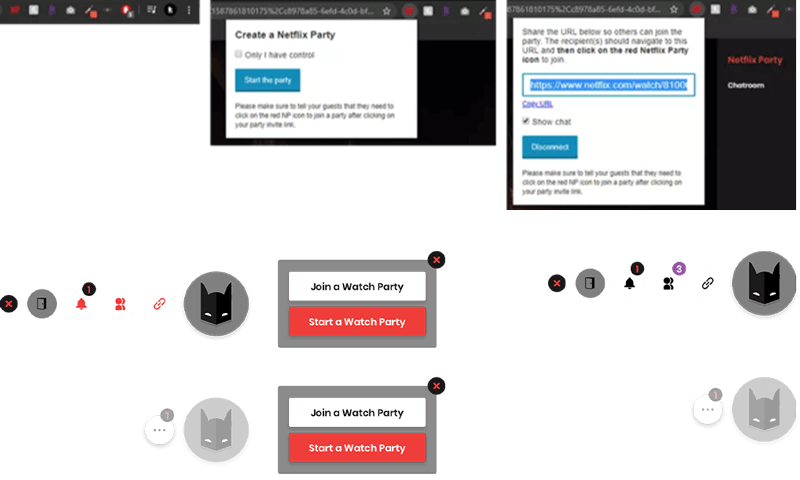 3587861810175%2Cc8978a85-6efd-4c0d-bf...
Create a Netflix Party
Only I have control
Start the party
Please make sure to tell your guests that they need to
click on the red NP icon to join a party after clicking on
your party invite link.
87861810175%2Cc8978a85-6efd-4c0d-bf...
Share the URL below so others can join the
party. The recipient(s) should navigate to this
URL and then click on the red Netflix Party
icon to join.
https://www.netflix.com/watch/8100
Copy URL
Show chat
Disconnect
Please make sure to tell your guests that they need to
click on the red NP icon to join a party after clicking on
your party invite link.
Netflix Party
Chatroom
1
Join a Watch Party
Start a Watch Party
1
3
1
Join a Watch Party
Start a Watch Party
1